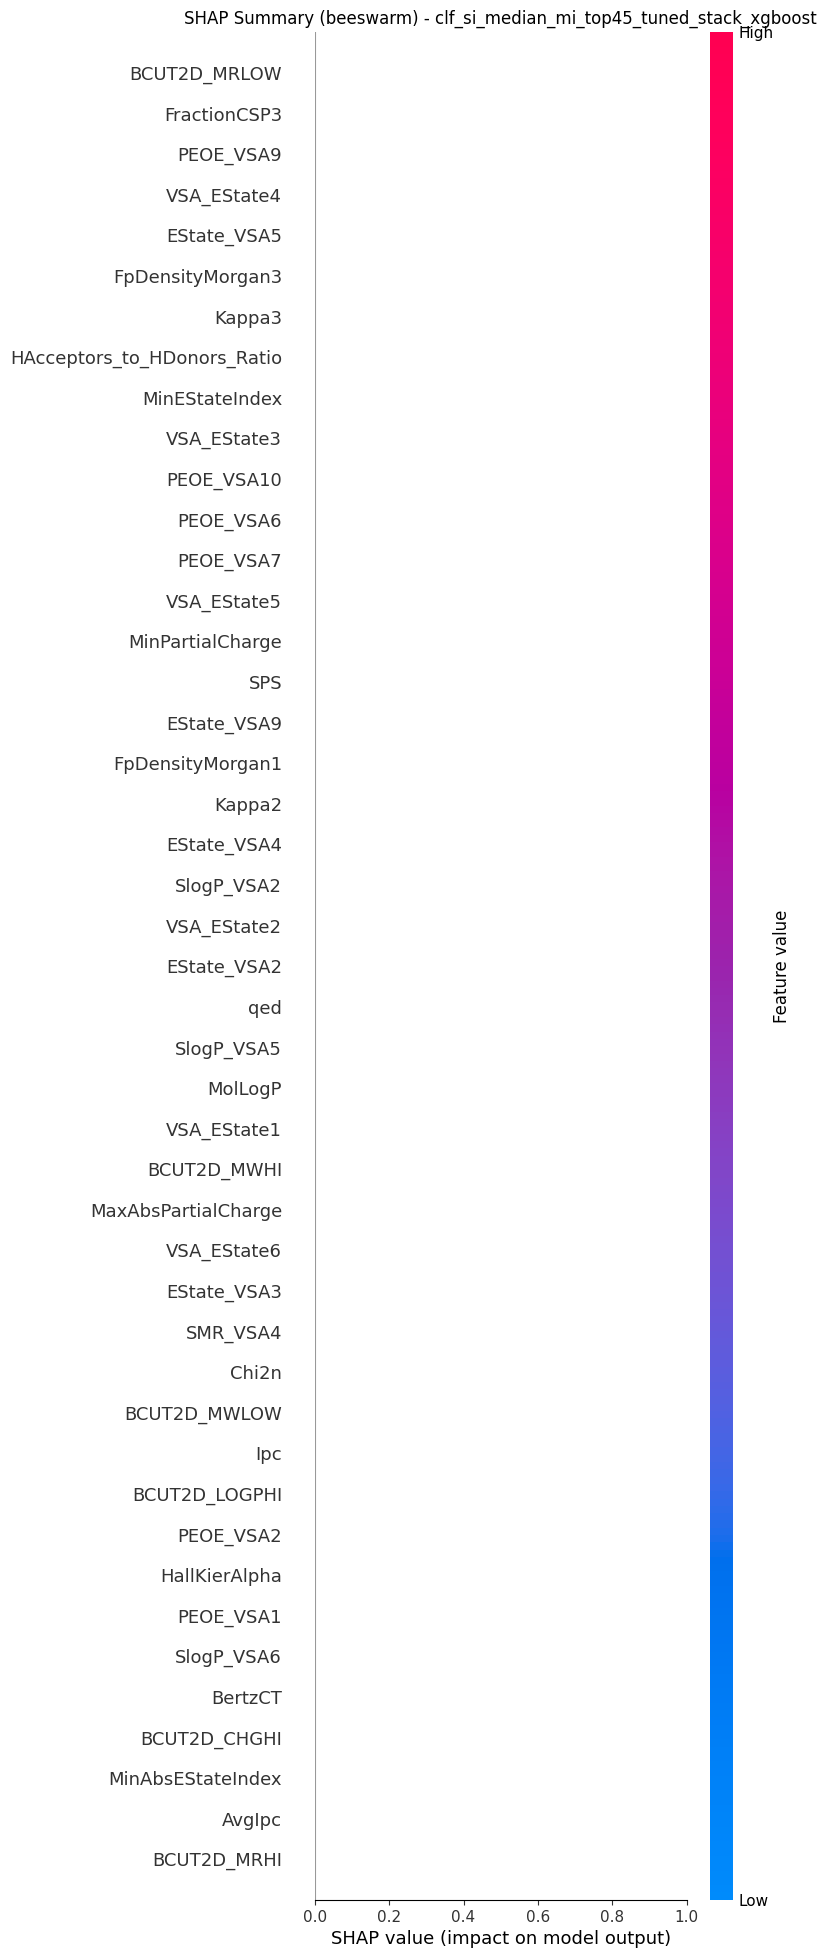 SHAP Summary (beeswarm) - clf_si_median_mi_top45_tuned_stack_xgboost
High
BCUT2D_MRLOW
FractionCSP3
PEOE_VSA9
VSA_EState4
EState_VSA5
FpDensityMorgan3
Kappa3
HAcceptors_to_HDonors_Ratio
MinEStateIndex
VSA_EState3
PEOE_VSA10
PEOE_VSA6
PEOE_VSA7
VSA_EState5
MinPartialCharge
SPS
EState_VSA9
FpDensityMorgan1
Kappa2
EState_VSA4
SlogP_VSA2
VSA_EState2
EState_VSA2
qed
SlogP_VSA5
MolLogP
VSA_EState1
BCUT2D_MWHI
MaxAbsPartialCharge
VSA_EState6
EState_VSA3
SMR_VSA4
Chi2n
BCUT2D_MWLOW
Ipc
BCUT2D_LOGPHI
PEOE_VSA2
HallKierAlpha
PEOE_VSA1
SlogP_VSA6
BertzCT
BCUT2D_CHGHI
MinAbsEStateIndex
AvgIpc
BCUT2D_MRHI
Feature value
Low
0.0 0.2 0.4 0.6 0.8 1.0
SHAP value (impact on model output)